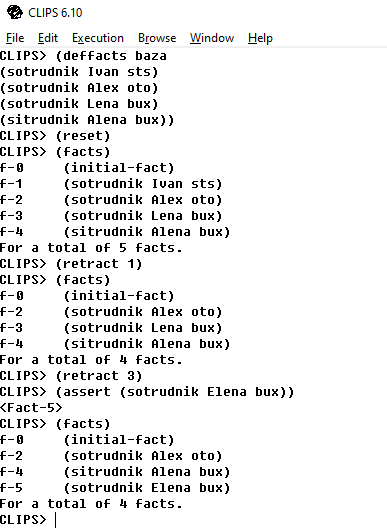 CLIPS 6.10
File Edit Execution Browse Window Help
CLIPS> (deffacts baza
(sotrudnik Ivan sts)
(sotrudnik Alex oto)
(sotrudnik Lena bux)
(sitrudnik Alena bux))
CLIPS> (reset)
CLIPS> (facts)
f-0     (initial-fact)
f-1     (sotrudnik Ivan sts)
f-2     (sotrudnik Alex oto)
f-3     (sotrudnik Lena bux)
f-4     (sitrudnik Alena bux)
For a total of 5 facts.
CLIPS> (retract 1)
CLIPS> (facts)
f-0     (initial-fact)
f-2     (sotrudnik Alex oto)
f-3     (sotrudnik Lena bux)
f-4     (sitrudnik Alena bux)
For a total of 4 facts.
CLIPS> (retract 3)
CLIPS> (assert (sotrudnik Elena bux))
<Fact-5>
CLIPS> (facts)
f-0     (initial-fact)
f-2     (sotrudnik Alex oto)
f-4     (sitrudnik Alena bux)
f-5     (sotrudnik Elena bux)
For a total of 4 facts.
CLIPS>